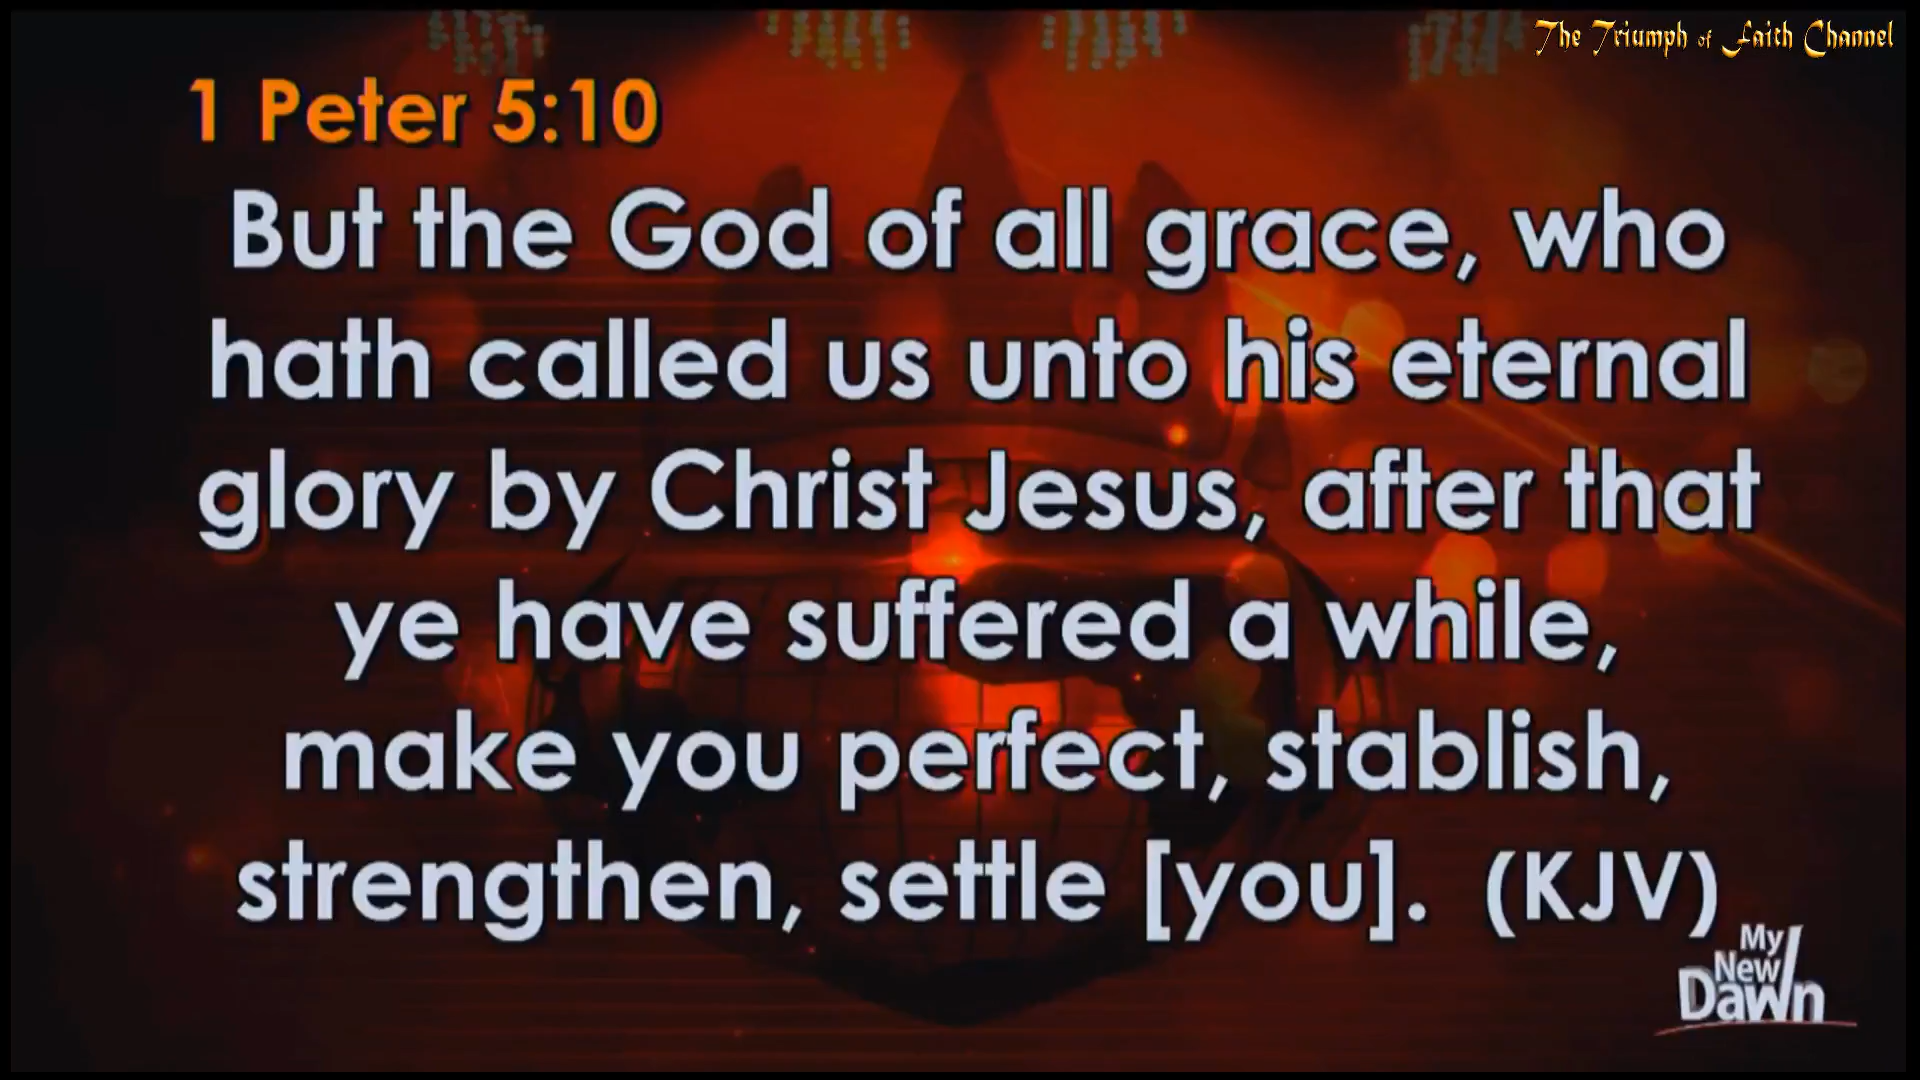 The Triumph of Faith Channel
1 Peter 5:10
But the God of all grace, who
hath called us unto his eternal
glory by Christ Jesus, after that
ye have suffered a while,
make you perfect, stablish,
strengthen, settle [you]. (KJV)
My
New
Dawn